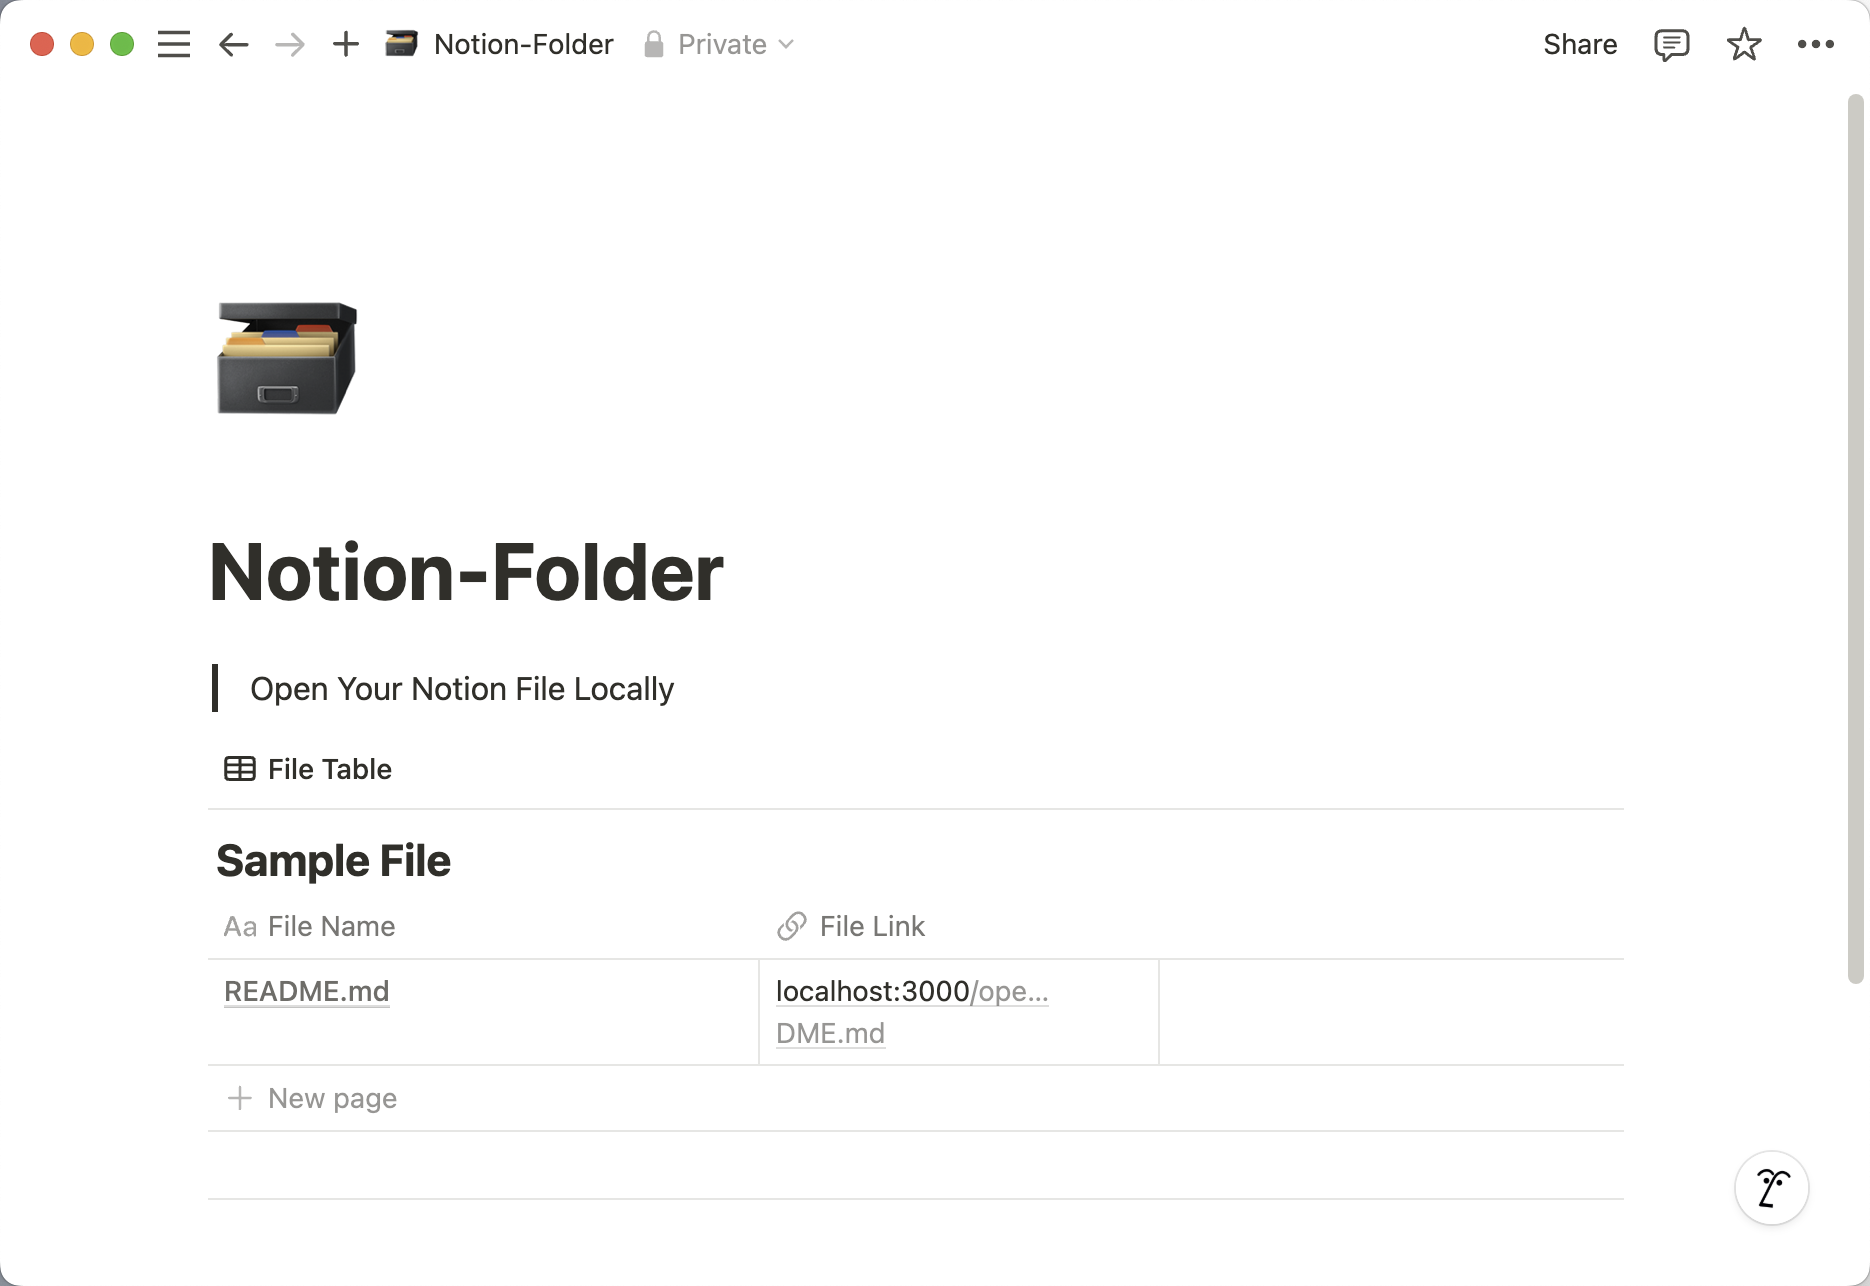 Notion-Folder Private Share
Notion-Folder
Open Your Notion File Locally
File Table
Sample File
Aa File Name File Link
README.md localhost:3000/ope...
DME.md
New page